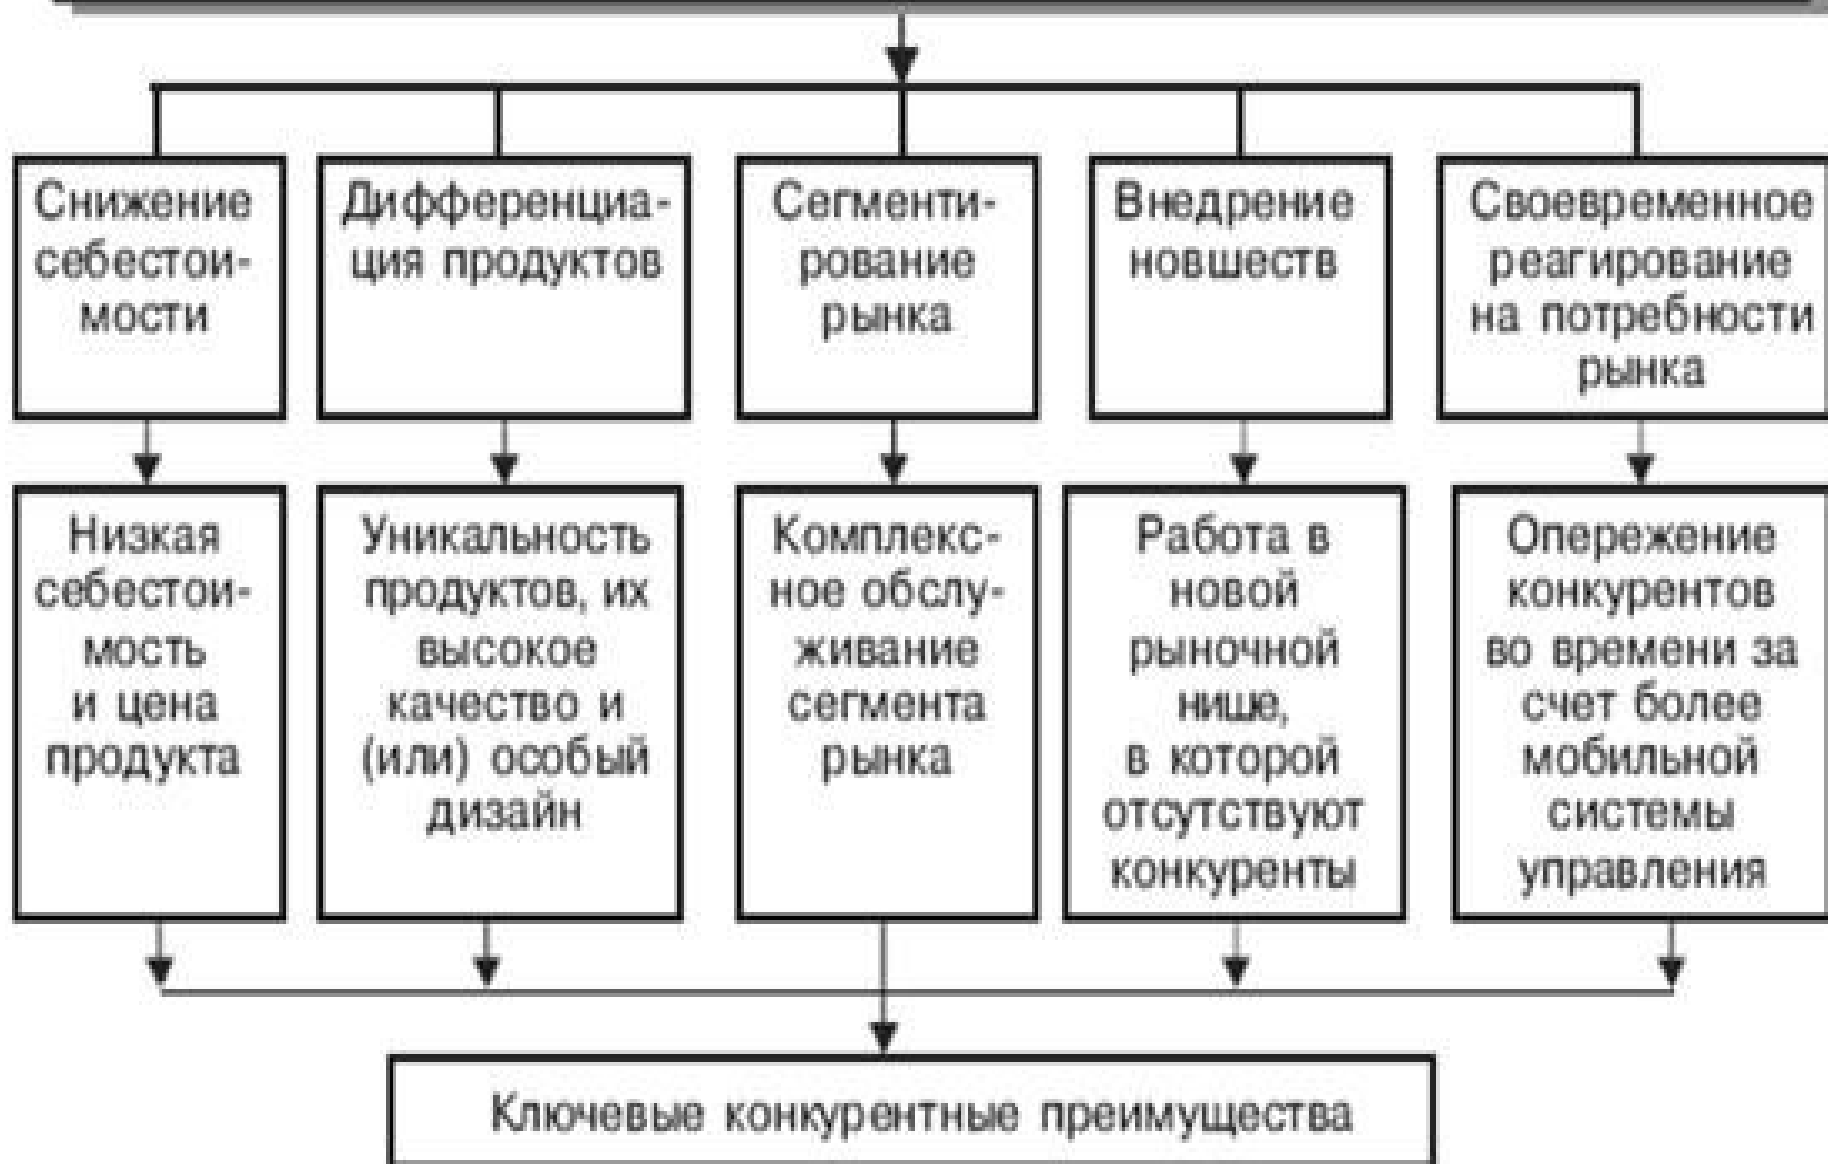 Снижение
себестои-
мости
Дифференциа-
ция продуктов
Сегменти-
рование
рынка
Внедрение
новшеств
Своевременное
реагирование
на потребности
рынка
Низкая
себестои-
мость
и цена
продукта
Уникальность
продуктов, их
высокое
качество и
(или) особый
дизайн
Комплекс-
ное обслу-
живание
сегмента
рынка
Работа в
новой
рыночной
нише,
в которой
отсутствуют
конкуренты
Опережение
конкурентов
во времени за
счет более
мобильной
системы
управления
Ключевые конкурентные преимущества